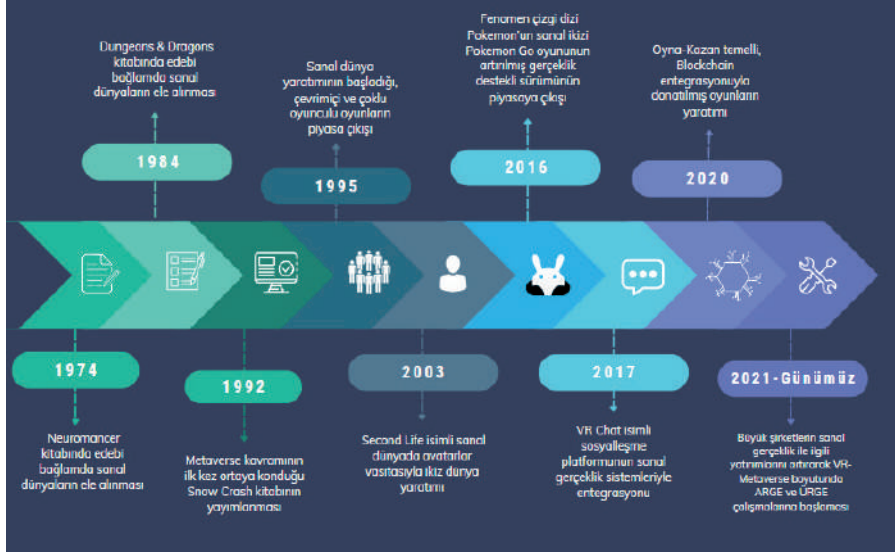 Dungeons & Dragons
kitabında edebi
bağlamda sanal
dünyaların ele alınması
1984
Sanal dünya
yaratımının başladığı,
çevrimiçi ve çoklu
oyunculu oyunların
piyasa çıkışı
1995
Fenomen çizgi dizi
Pokemon'un sanal ikizi
Pokemon Go oyununun
artırılmış gerçeklik
destekli sürümünün
piyasaya çıkışı
2016
Oyna-Kazan temelli,
Blockchain
entegrasyonuyla
donatılmış oyunların
yaratımı
2020
1974
Neuromancer
kitabında edebi
bağlamda sanal
dünyaların ele alınması
1992
Metaverse kavramının
ilk kez ortaya konduğu
Snow Crash kitabının
yayımlanması
2003
Second Life isimli sanal
dünyada avatarlar
vasıtasıyla ikiz dünya
yaratımı
2017
VR Chat isimli
sosyalleşme
platformunun sanal
gerçeklik sistemleriyle
entegrasyonu
2021-Günümüz
Büyük şirketlerin sanal
gerçeklik ile ilgili
yatırımlarını artırarak VR-
Metaverse boyutunda
ARGE ve ÜRGE
çalışmalarına başlaması